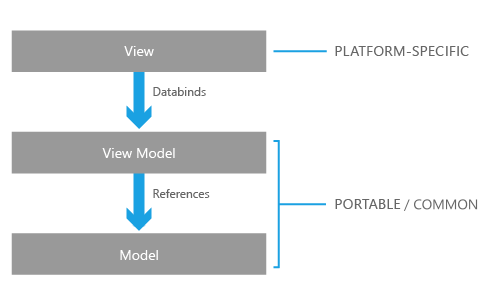 View
PLATFORM-SPECIFIC
Databinds
View Model
References
PORTABLE / COMMON
Model